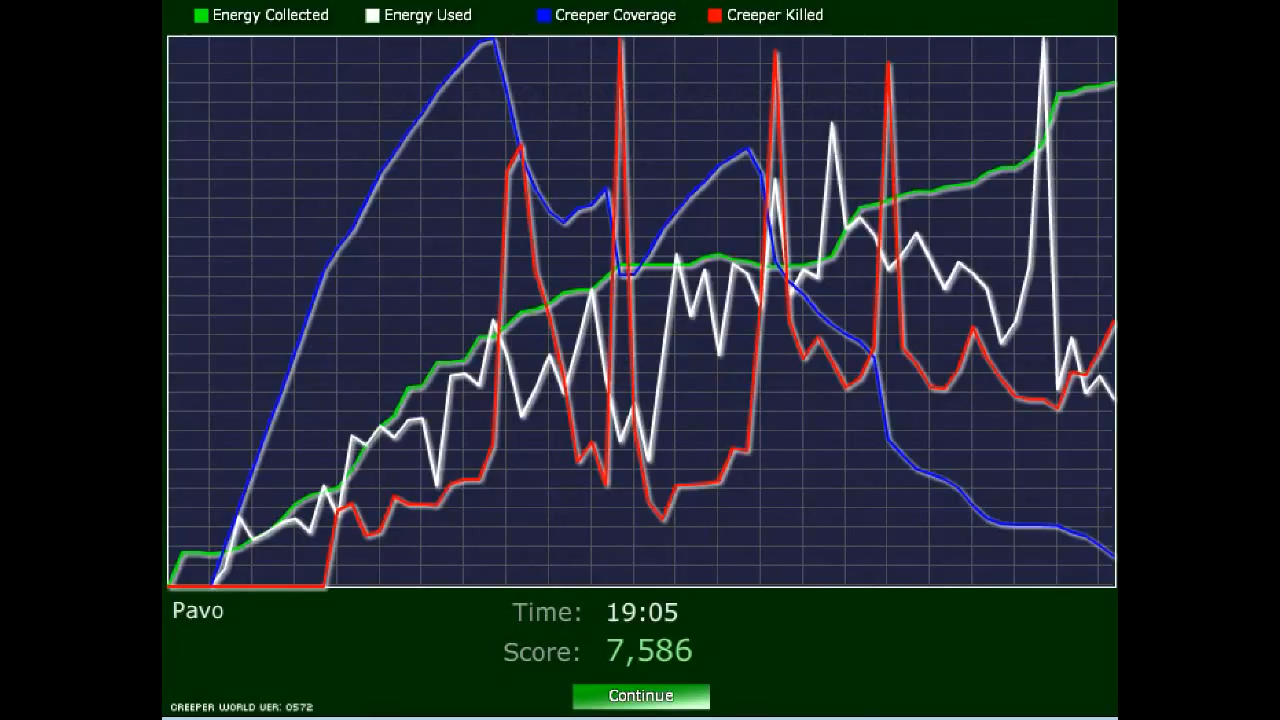 Energy Collected Energy Used Creeper Coverage Creeper Killed
Pavo
Time: 19:05
Score: 7,586
Continue
CREEPER WORLD VER: 0572